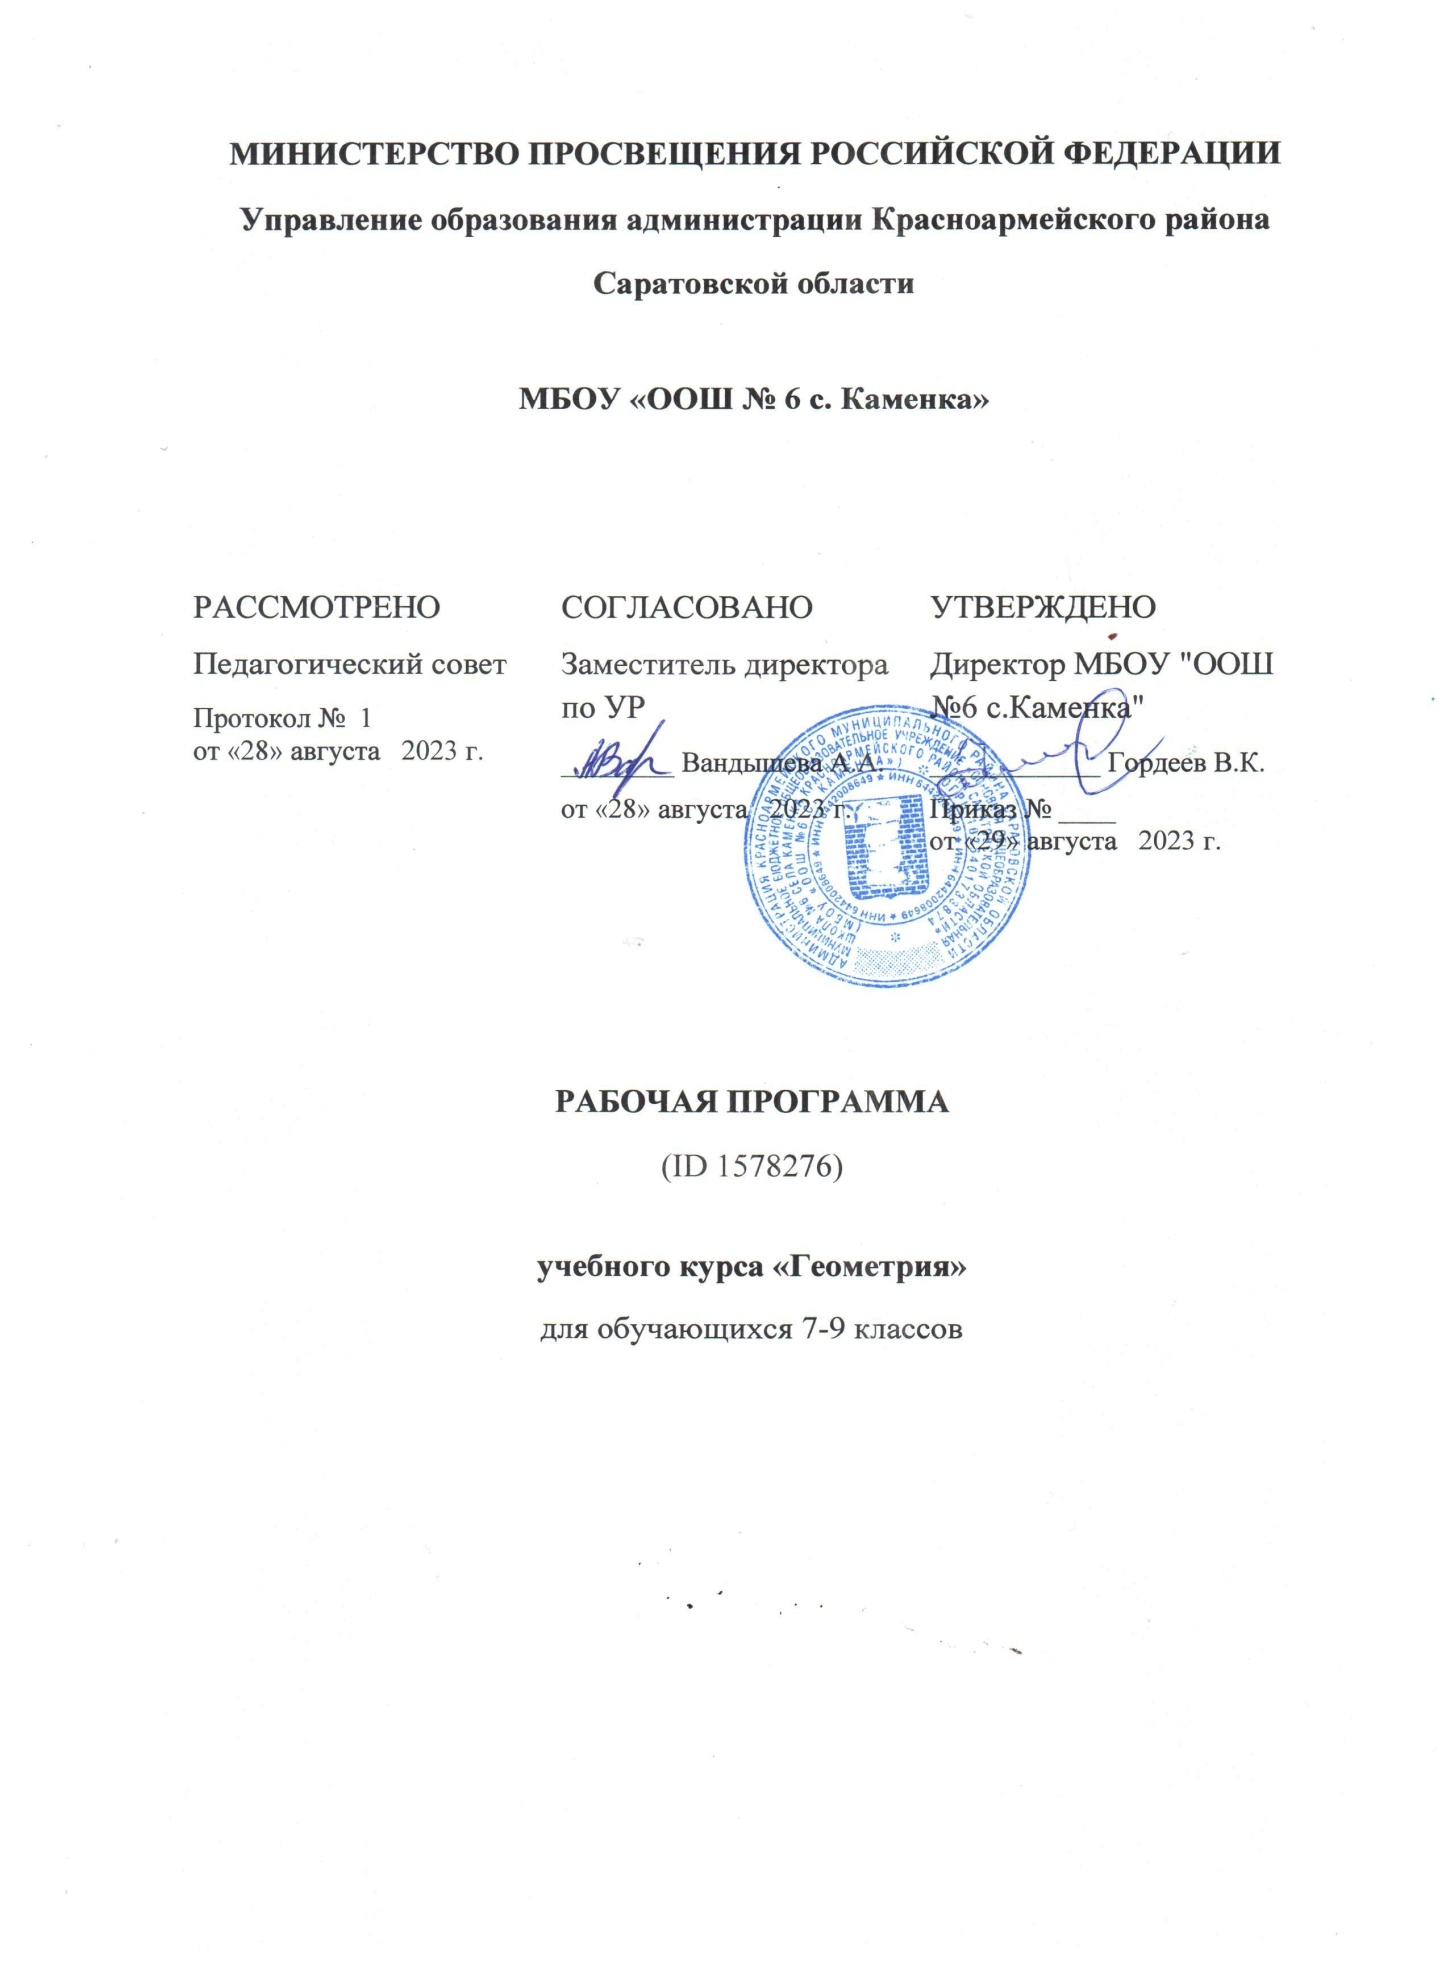 МИНИСТЕРСТВО ПРОСВЕЩЕНИЯ РОССИЙСКОЙ ФЕДЕРАЦИИ
Управление образования администрации Красноармейского района
Саратовской области
МБОУ «ООШ № 6 с. Каменка»
РАССМОТРЕНО
Педагогический совет
Протокол № 1
от «28» августа 2023 г.
СОГЛАСОВАНО
Заместитель директора
по УР
________ Вандышева А.А.
от «28» августа 2023 г.
УТВЕРЖДЕНО
Директор МБОУ "ООШ
№6 с.Каменка"
____________ Гордеев В.К.
Приказ № ____
от «29» августа 2023 г.
РАБОЧАЯ ПРОГРАММА
(ID 1578276)
учебного курса «Геометрия»
для обучающихся 7-9 классов